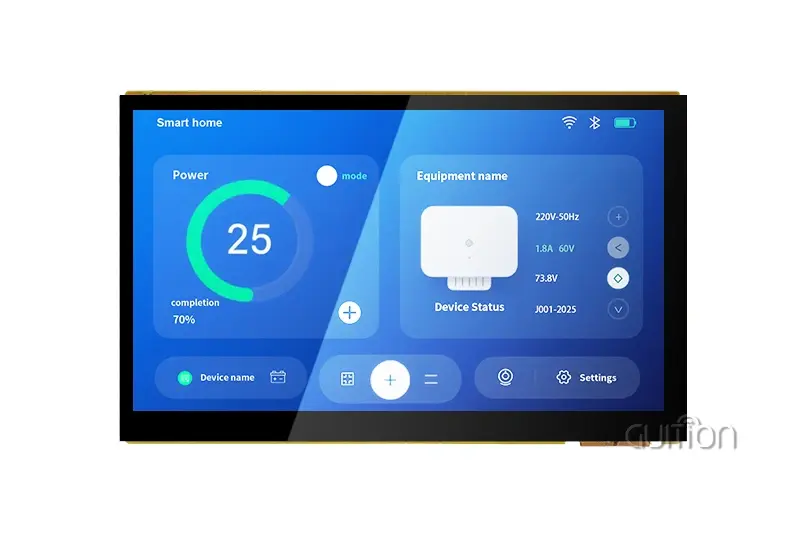 Smart home
Power
mode
25
completion
70%
Equipment name
220V-50Hz
1.8A 60V
73.8V
J001-2025
Device Status
Device name
Settings
Guition